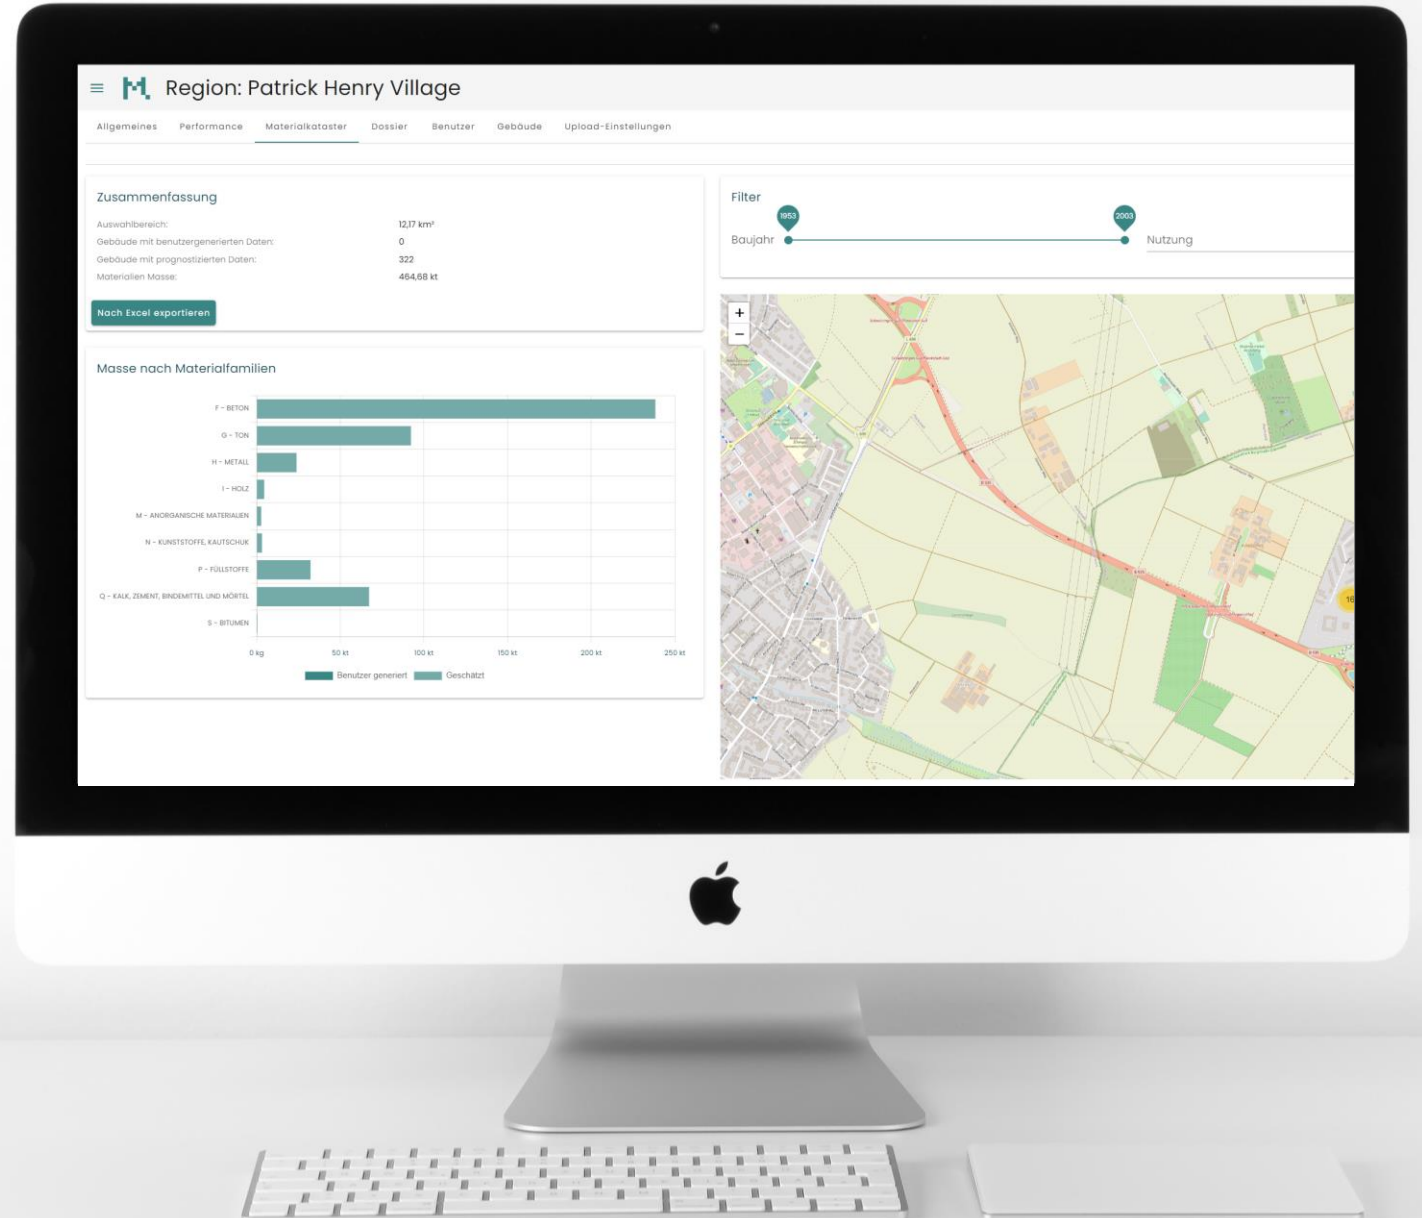 M.
Region: Patrick Henry Village
Allgemeines Performance Materialkataster Dossier Benutzer Gebäude Upload-Einstellungen
Zusammenfassung
Auswahlbereich: 12,17 km²
Gebäude mit benutzergenerierten Daten: 0
Gebäude mit prognostizierten Daten: 322
Materialien Masse: 464,68 kt
Nach Excel exportieren
Masse nach Materialfamilien
F - BETON
G - TON
H - METALL
I - HOLZ
M - ANORGANISCHE MATERIALIEN
N - KUNSTSTOFFE, KAUTSCHUK
P - FÜLLSTOFFE
Q - KALK, ZEMENT, BINDEMITTEL UND MÖRTEL
S - BITUMEN
0 kg 50 kt 100 kt 150 kt 200 kt 250 kt
Benutzer generiert Geschätzt
Filter
1953 2003
Baujahr
Nutzung
+
−
16